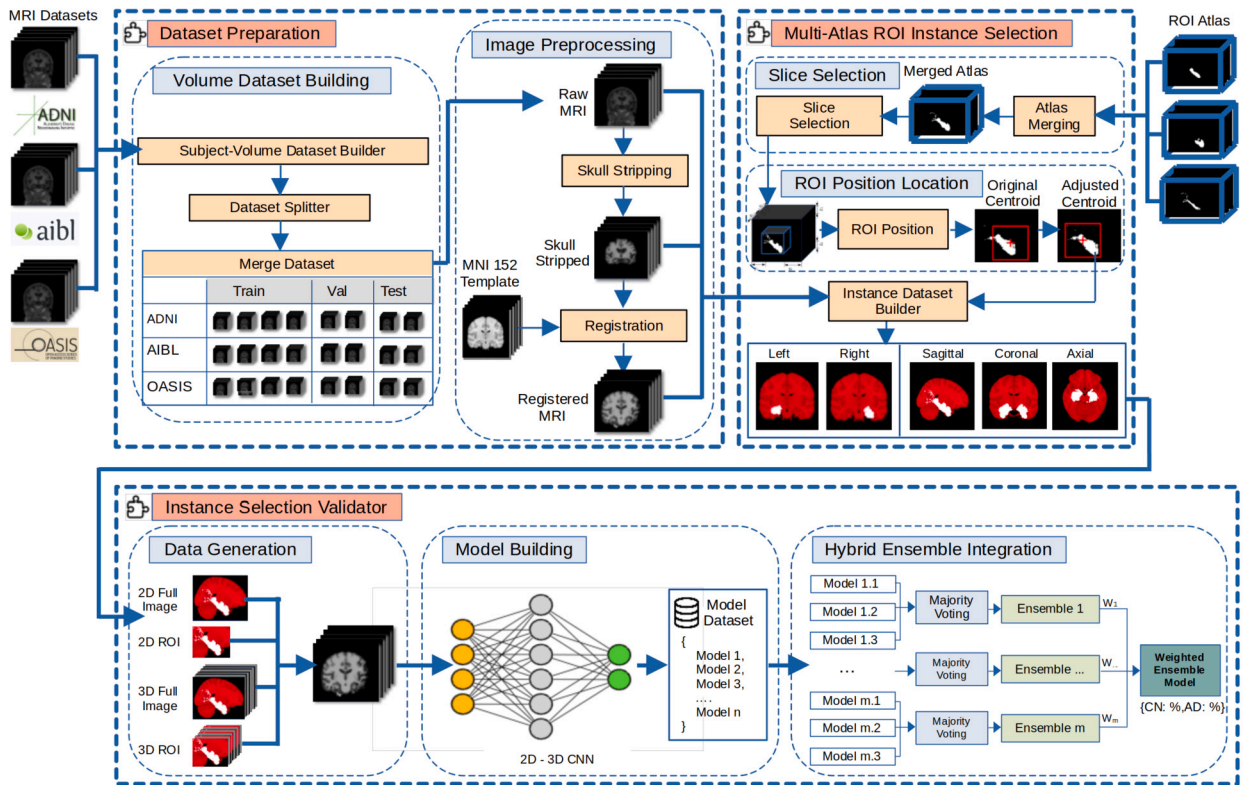 MRI Datasets
ADNI
aibl
OASIS
Dataset Preparation
Volume Dataset Building
Subject-Volume Dataset Builder
Dataset Splitter
Merge Dataset
Train Val Test
ADNI
AIBL
OASIS
Image Preprocessing
Raw
MRI
Skull Stripping
Skull
Stripped
MNI 152
Template
Registration
Registered
MRI
Multi-Atlas ROI Instance Selection
ROI Atlas
Slice Selection
Merged Atlas
Slice
Selection
Atlas
Merging
ROI Position Location
Original
Centroid
Adjusted
Centroid
ROI Position
Instance Dataset
Builder
Left Right Sagittal Coronal Axial
Instance Selection Validator
Data Generation
2D Full
Image
2D ROI
3D Full
Image
3D ROI
Model Building
2D - 3D CNN
Model
Dataset
{
Model 1,
Model 2,
Model 3,
....
Model n
}
Hybrid Ensemble Integration
Model 1.1
Model 1.2
Model 1.3
...
Model m.1
Model m.2
Model m.3
Majority
Voting
Ensemble 1
W1
Majority
Voting
Ensemble ...
W...
Majority
Voting
Ensemble m
Wm
Weighted
Ensemble
Model
{CN: %,AD: %}